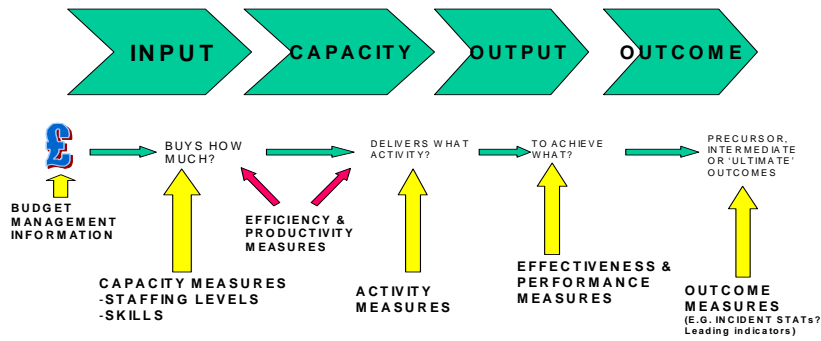 INPUT
CAPACITY
OUTPUT
OUTCOME
£
BUYS HOW
MUCH?
DELIVERS WHAT
ACTIVITY?
TO ACHIEVE
WHAT?
PRECURSOR,
INTERMEDIATE
OR ‘ULTIMATE’
OUTCOMES
BUDGET
MANAGEMENT
INFORMATION
EFFICIENCY &
PRODUCTIVITY
MEASURES
CAPACITY MEASURES
-STAFFING LEVELS
-SKILLS
ACTIVITY
MEASURES
EFFECTIVENESS &
PERFORMANCE
MEASURES
OUTCOME
MEASURES
(E.G. INCIDENT STATs?
Leading indicators)